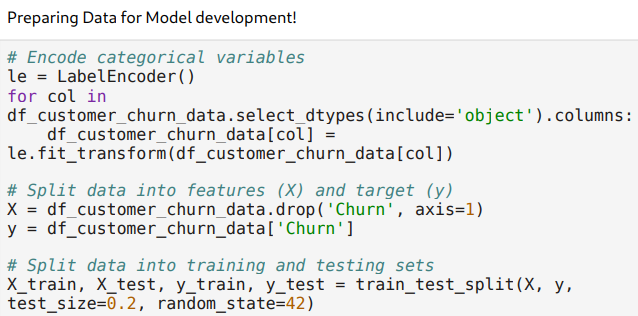 Preparing Data for Model development!
# Encode categorical variables
le = LabelEncoder()
for col in
df_customer_churn_data.select_dtypes(include='object').columns:
    df_customer_churn_data[col] =
le.fit_transform(df_customer_churn_data[col])

# Split data into features (X) and target (y)
X = df_customer_churn_data.drop('Churn', axis=1)
y = df_customer_churn_data['Churn']

# Split data into training and testing sets
X_train, X_test, y_train, y_test = train_test_split(X, y,
test_size=0.2, random_state=42)